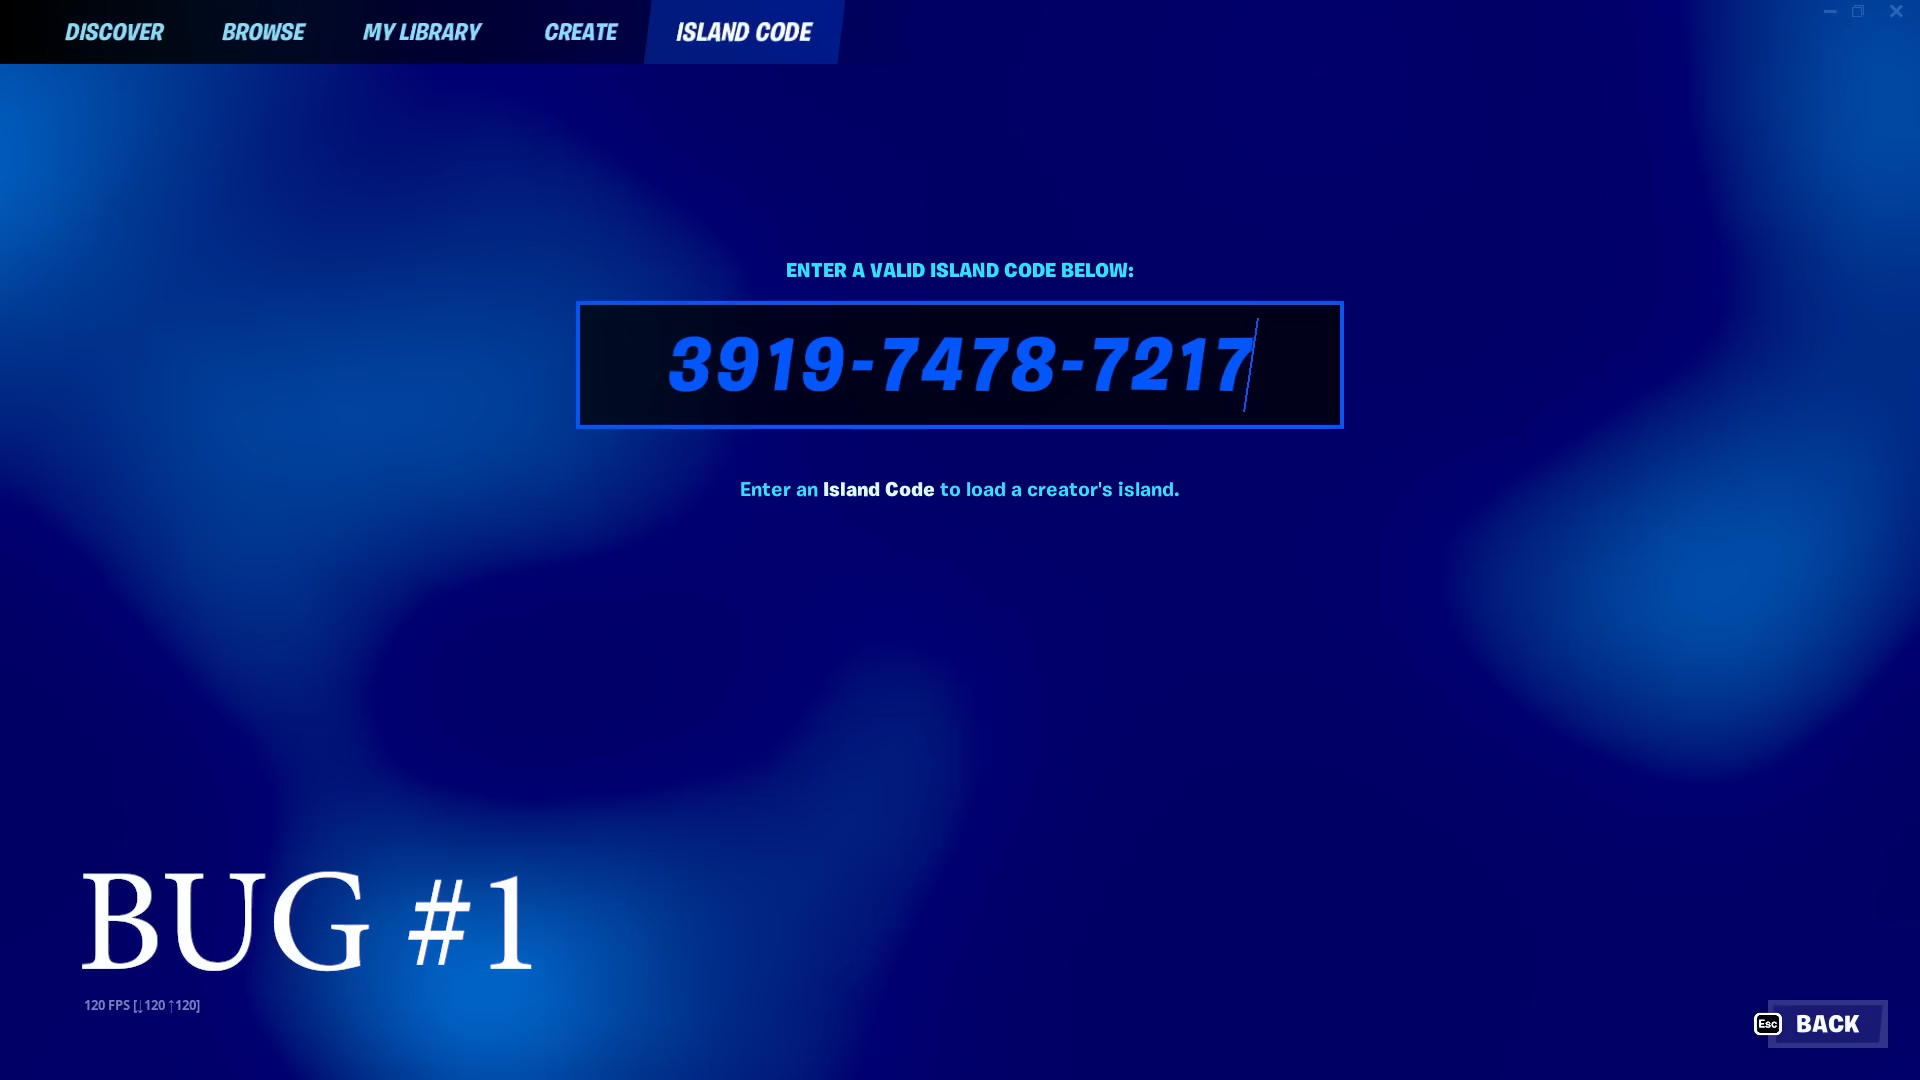 DISCOVER BROWSE MY LIBRARY CREATE ISLAND CODE
ENTER A VALID ISLAND CODE BELOW:
3919-7478-7217
Enter an Island Code to load a creator's island.
BUG #1
120 FPS [↓120 ↑120]
Esc BACK